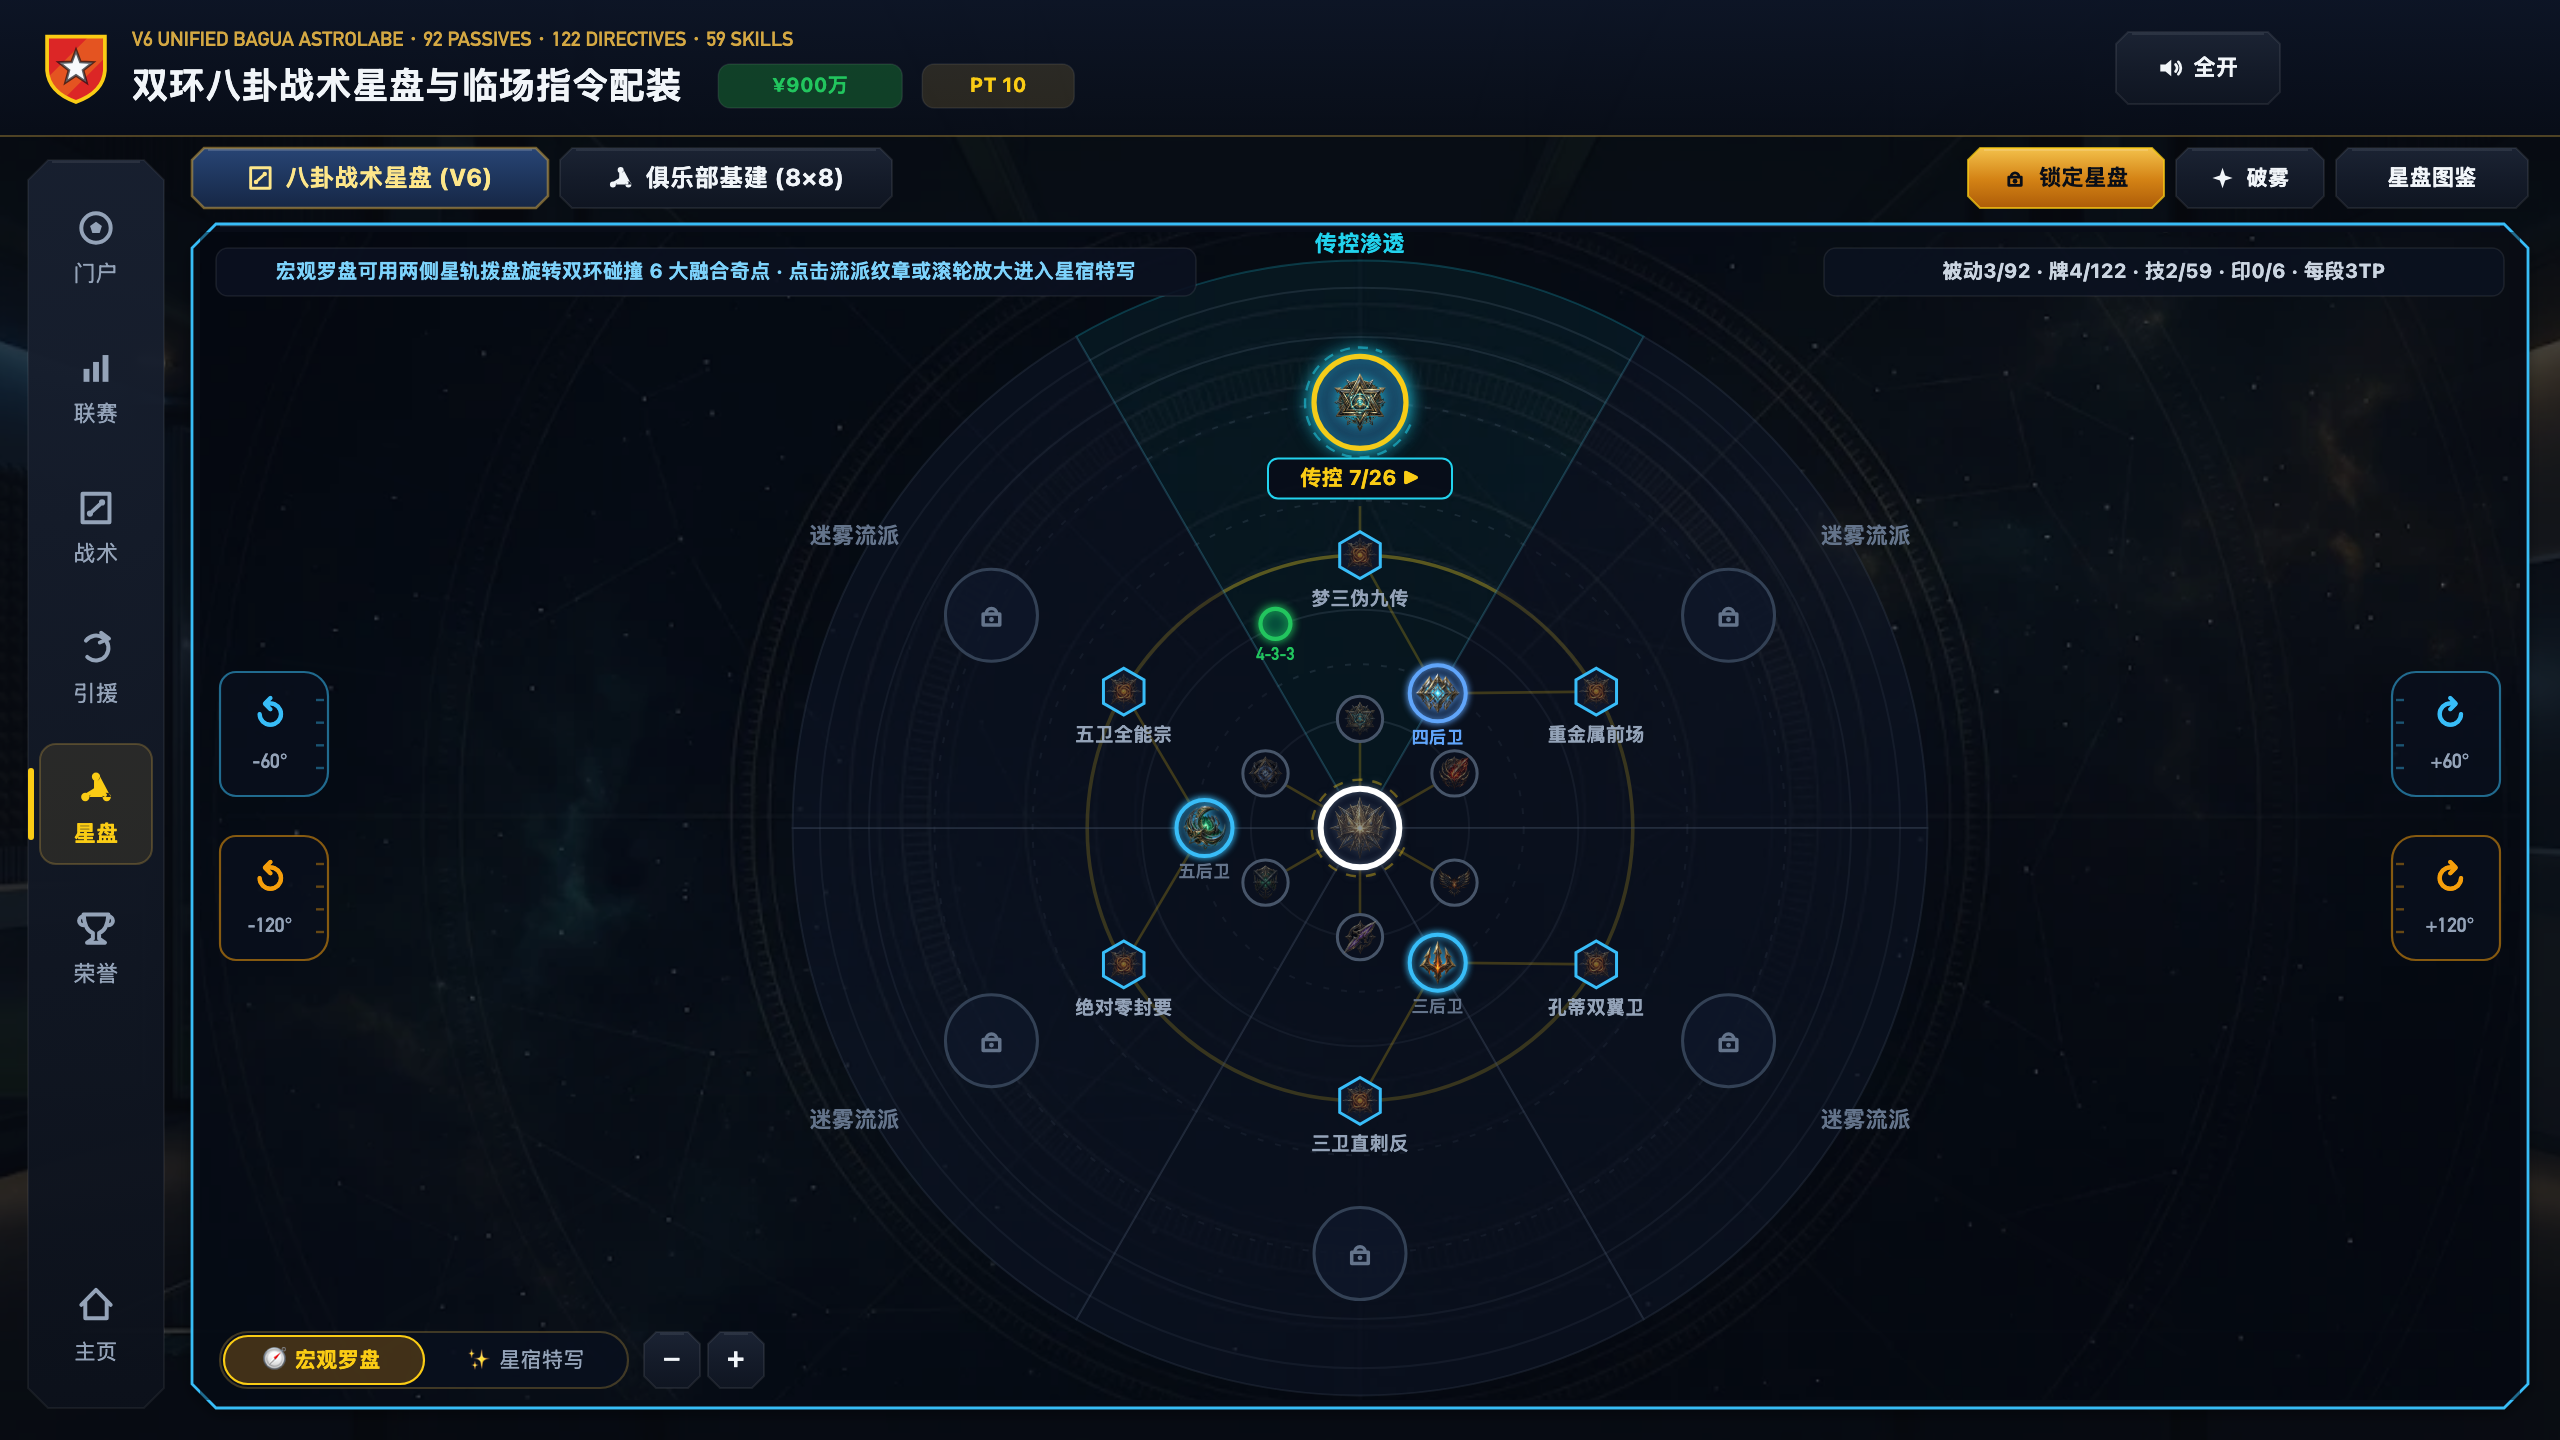 V6 UNIFIED BAGUA ASTROLABE · 92 PASSIVES · 122 DIRECTIVES · 59 SKILLS
双环八卦战术星盘与临场指令配装
¥900万
PT 10
全开
八卦战术星盘 (V6)
俱乐部基建 (8×8)
锁定星盘
破雾
星盘图鉴
门户
联赛
战术
引援
星盘
荣誉
主页
传控渗透
宏观罗盘可用两侧星轨拨盘旋转双环碰撞 6 大融合奇点 · 点击流派纹章或滚轮放大进入星宿特写
被动3/92 · 牌4/122 · 技2/59 · 印0/6 · 每段3TP
传控 7/26 ▶
迷雾流派
迷雾流派
梦三伪九传
4-3-3
五卫全能宗
四后卫
重金属前场
-60°
+60°
五后卫
-120°
+120°
绝对零封要
三后卫
孔蒂双翼卫
迷雾流派
迷雾流派
三卫直刺反
宏观罗盘
星宿特写
−
+